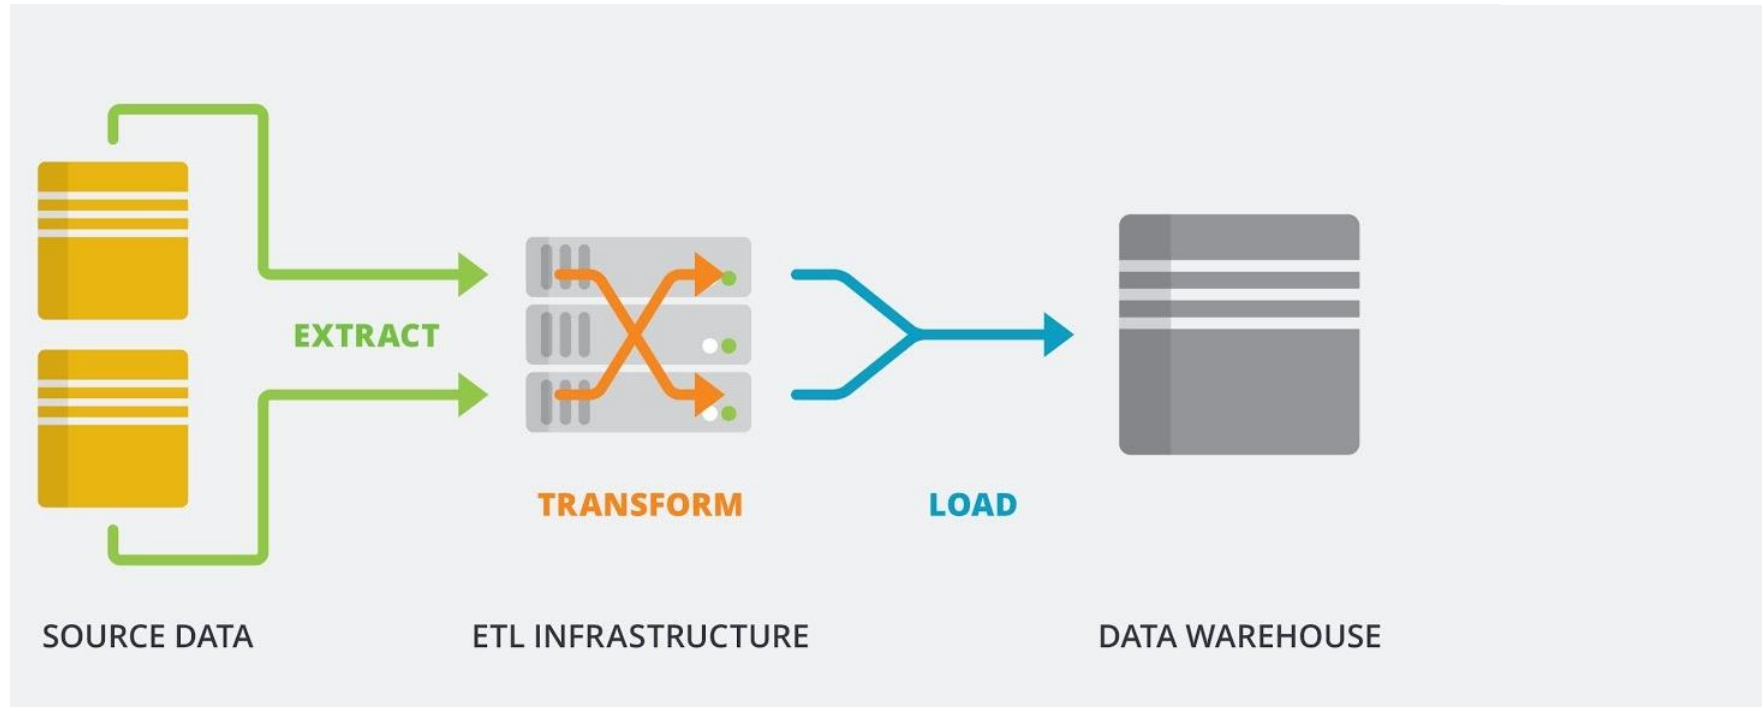 EXTRACT
TRANSFORM
LOAD
SOURCE DATA
ETL INFRASTRUCTURE
DATA WAREHOUSE